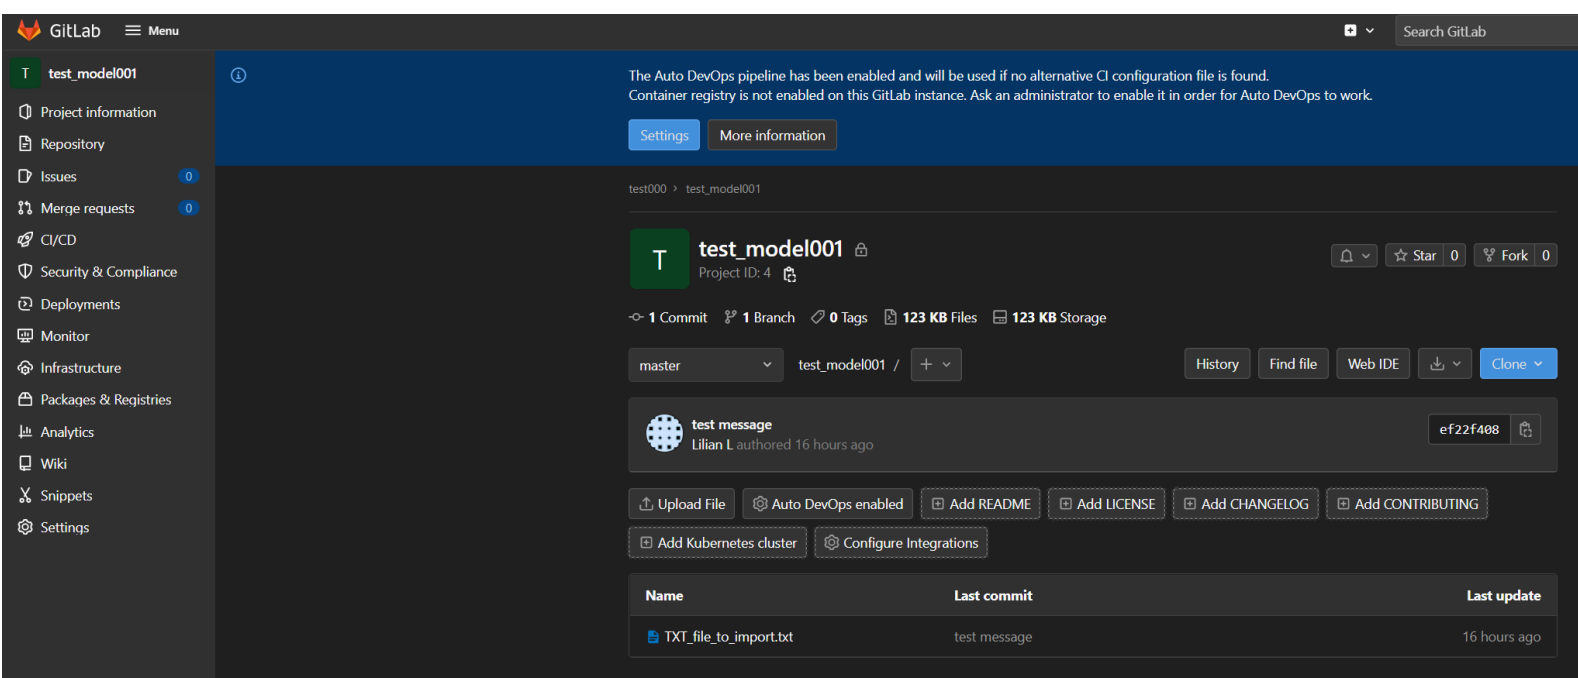 GitLab Menu Search GitLab
T test_model001
Project information
Repository
Issues 0
Merge requests 0
CI/CD
Security & Compliance
Deployments
Monitor
Infrastructure
Packages & Registries
Analytics
Wiki
Snippets
Settings
The Auto DevOps pipeline has been enabled and will be used if no alternative CI configuration file is found.
Container registry is not enabled on this GitLab instance. Ask an administrator to enable it in order for Auto DevOps to work.
Settings More information
test000 > test_model001
T test_model001
Project ID: 4
Star 0 Fork 0
1 Commit 1 Branch 0 Tags 123 KB Files 123 KB Storage
master test_model001 / + History Find file Web IDE Clone
test message
Lilian L authored 16 hours ago
ef22f408
Upload File Auto DevOps enabled Add README Add LICENSE Add CHANGELOG Add CONTRIBUTING
Add Kubernetes cluster Configure Integrations
Name Last commit Last update
TXT_file_to_import.txt test message 16 hours ago